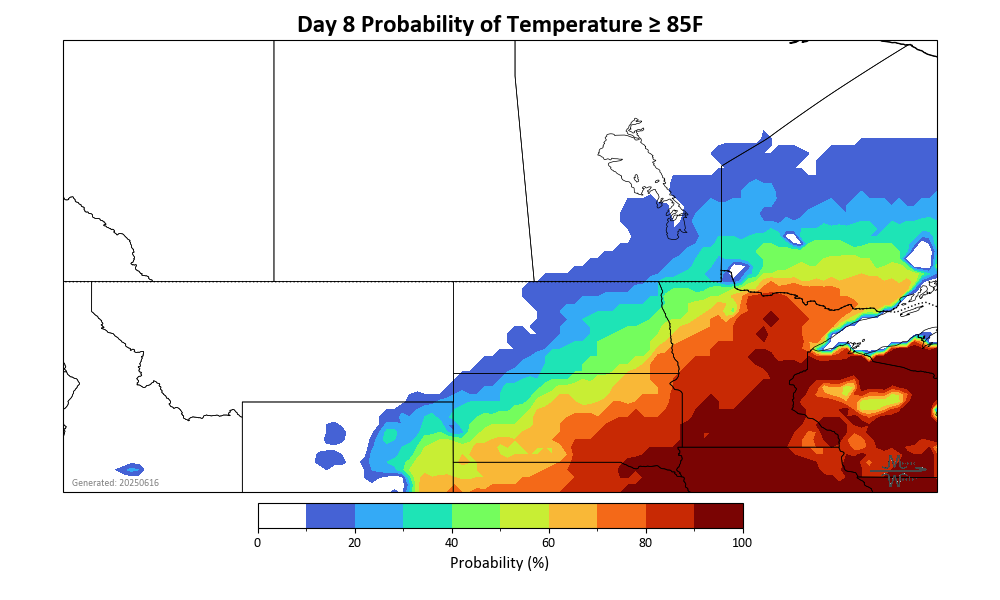 Day 8 Probability of Temperature ≥ 85F
Generated: 20250616
0 20 40 60 80 100
Probability (%)